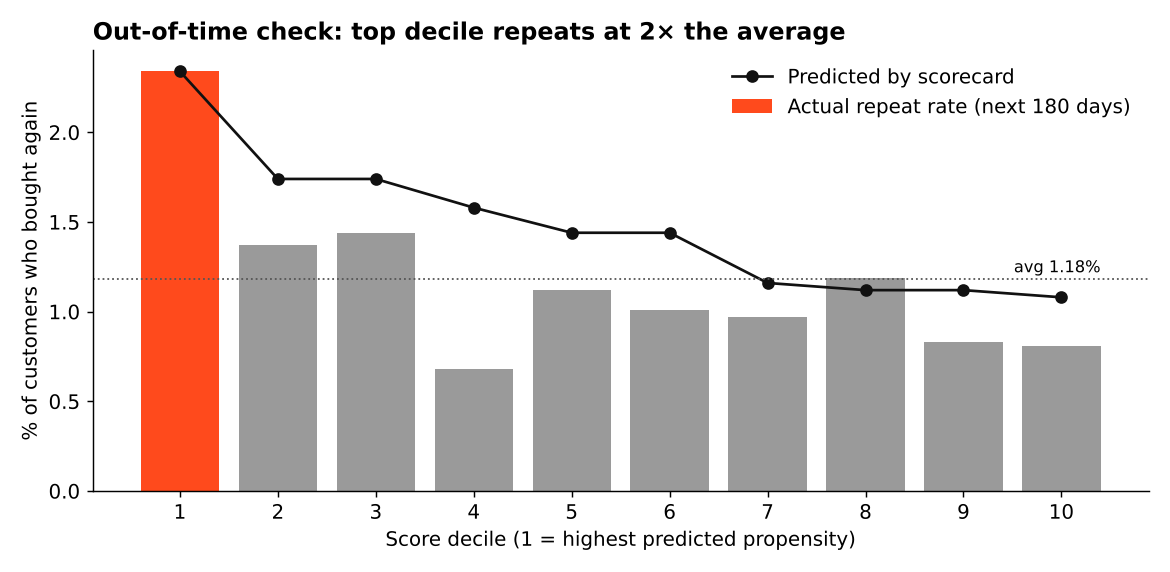 Out-of-time check: top decile repeats at 2× the average
Predicted by scorecard
Actual repeat rate (next 180 days)
% of customers who bought again
2.0
1.5
1.0
0.5
0.0
avg 1.18%
1 2 3 4 5 6 7 8 9 10
Score decile (1 = highest predicted propensity)